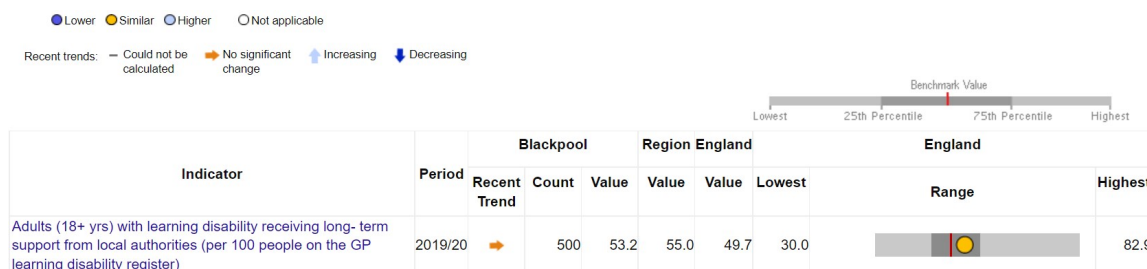 Lower Similar Higher Not applicable
Recent trends: – Could not be calculated No significant change Increasing Decreasing
Benchmark Value
Lowest 25th Percentile 75th Percentile Highest
Indicator Period Blackpool Region England England
Recent Trend Count Value Value Value Lowest Range Highest
Adults (18+ yrs) with learning disability receiving long- term
support from local authorities (per 100 people on the GP
learning disability register)
2019/20 500 53.2 55.0 49.7 30.0 82.9